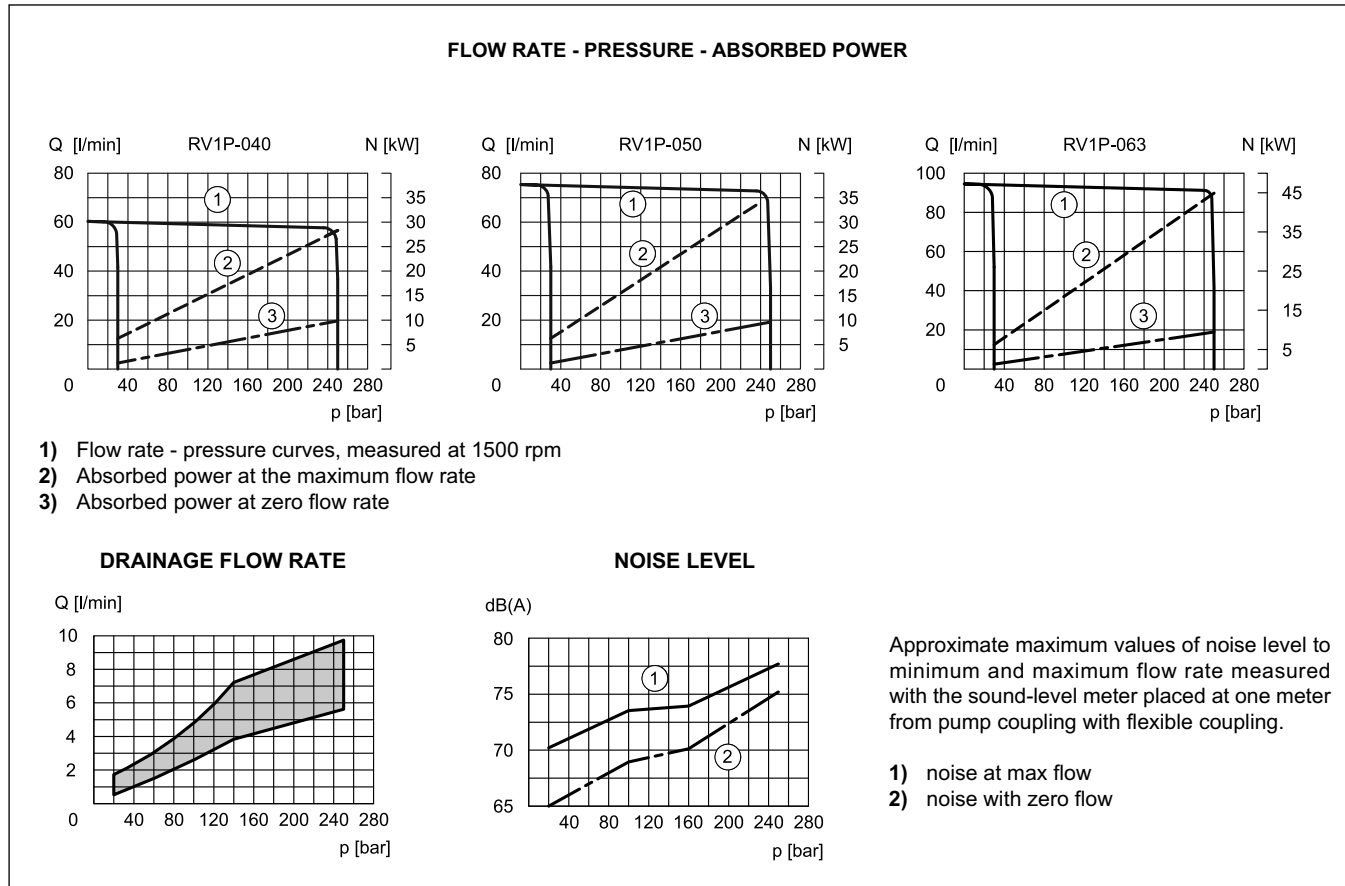 FLOW RATE - PRESSURE - ABSORBED POWER
Q [l/min] RV1P-040 N [kW]
80
60
40
20
0
35
30
25
20
15
10
5
40 80 120 160 200 240 280
p [bar]
1
2
3
Q [l/min] RV1P-050 N [kW]
80
60
40
20
0
35
30
25
20
15
10
5
40 80 120 160 200 240 280
p [bar]
1
2
3
Q [l/min] RV1P-063 N [kW]
100
80
60
40
20
0
45
35
25
15
5
40 80 120 160 200 240 280
p [bar]
1
2
3
1) Flow rate - pressure curves, measured at 1500 rpm
2) Absorbed power at the maximum flow rate
3) Absorbed power at zero flow rate
DRAINAGE FLOW RATE
Q [l/min]
10
8
6
4
2
0
40 80 120 160 200 240 280
p [bar]
NOISE LEVEL
dB(A)
80
75
70
65
40 80 120 160 200 240 280
p [bar]
1
2
Approximate maximum values of noise level to
minimum and maximum flow rate measured
with the sound-level meter placed at one meter
from pump coupling with flexible coupling.
1) noise at max flow
2) noise with zero flow